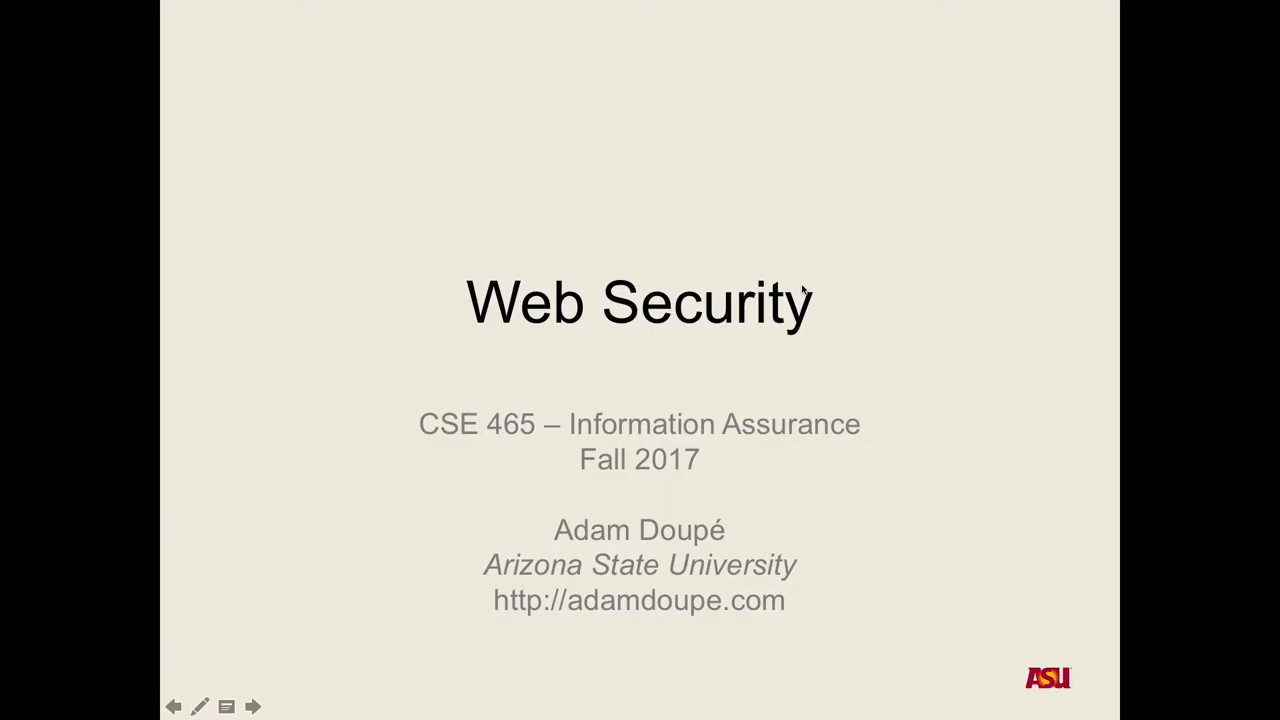 Web Security
CSE 465 – Information Assurance
Fall 2017
Adam Doupé
Arizona State University
http://adamdoupe.com
ASU